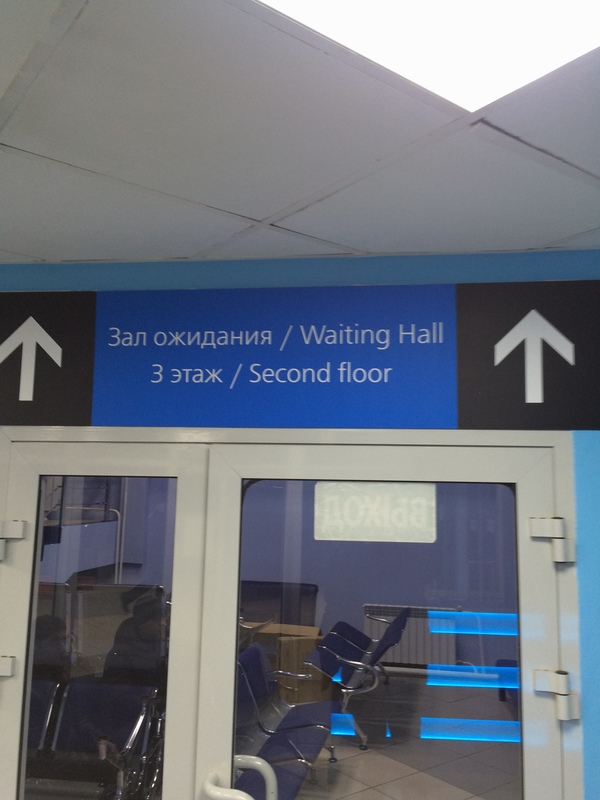 Зал ожидания / Waiting Hall
3 этаж / Second floor
ВЫХОД